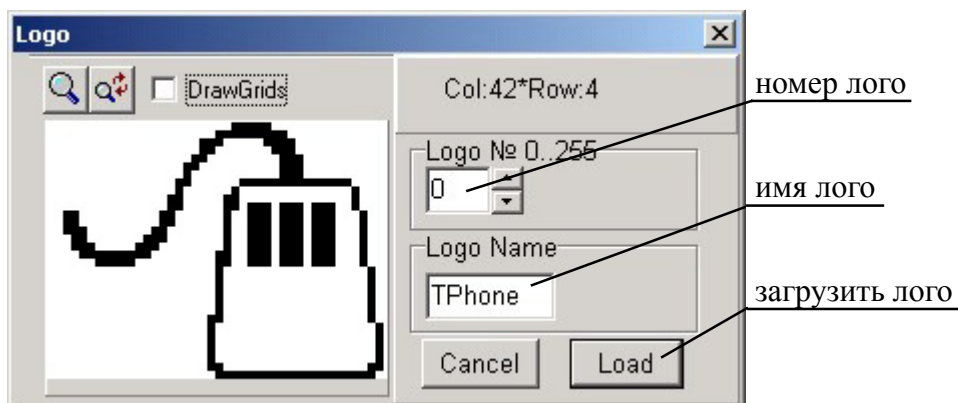 Logo
DrawGrids
Col:42*Row:4
номер лого
Logo № 0..255
0
имя лого
Logo Name
TPhone
загрузить лого
Cancel
Load